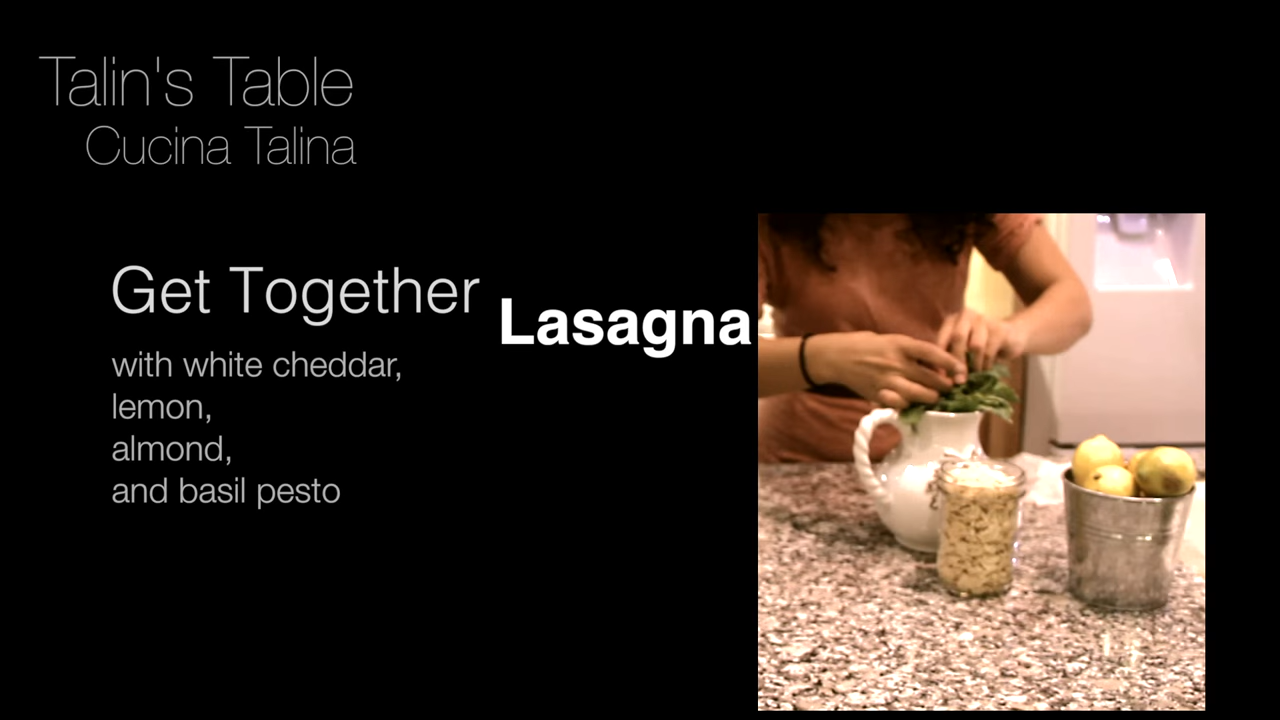 Talin's Table
Cucina Talina
Get Together
Lasagna
with white cheddar,
lemon,
almond,
and basil pesto